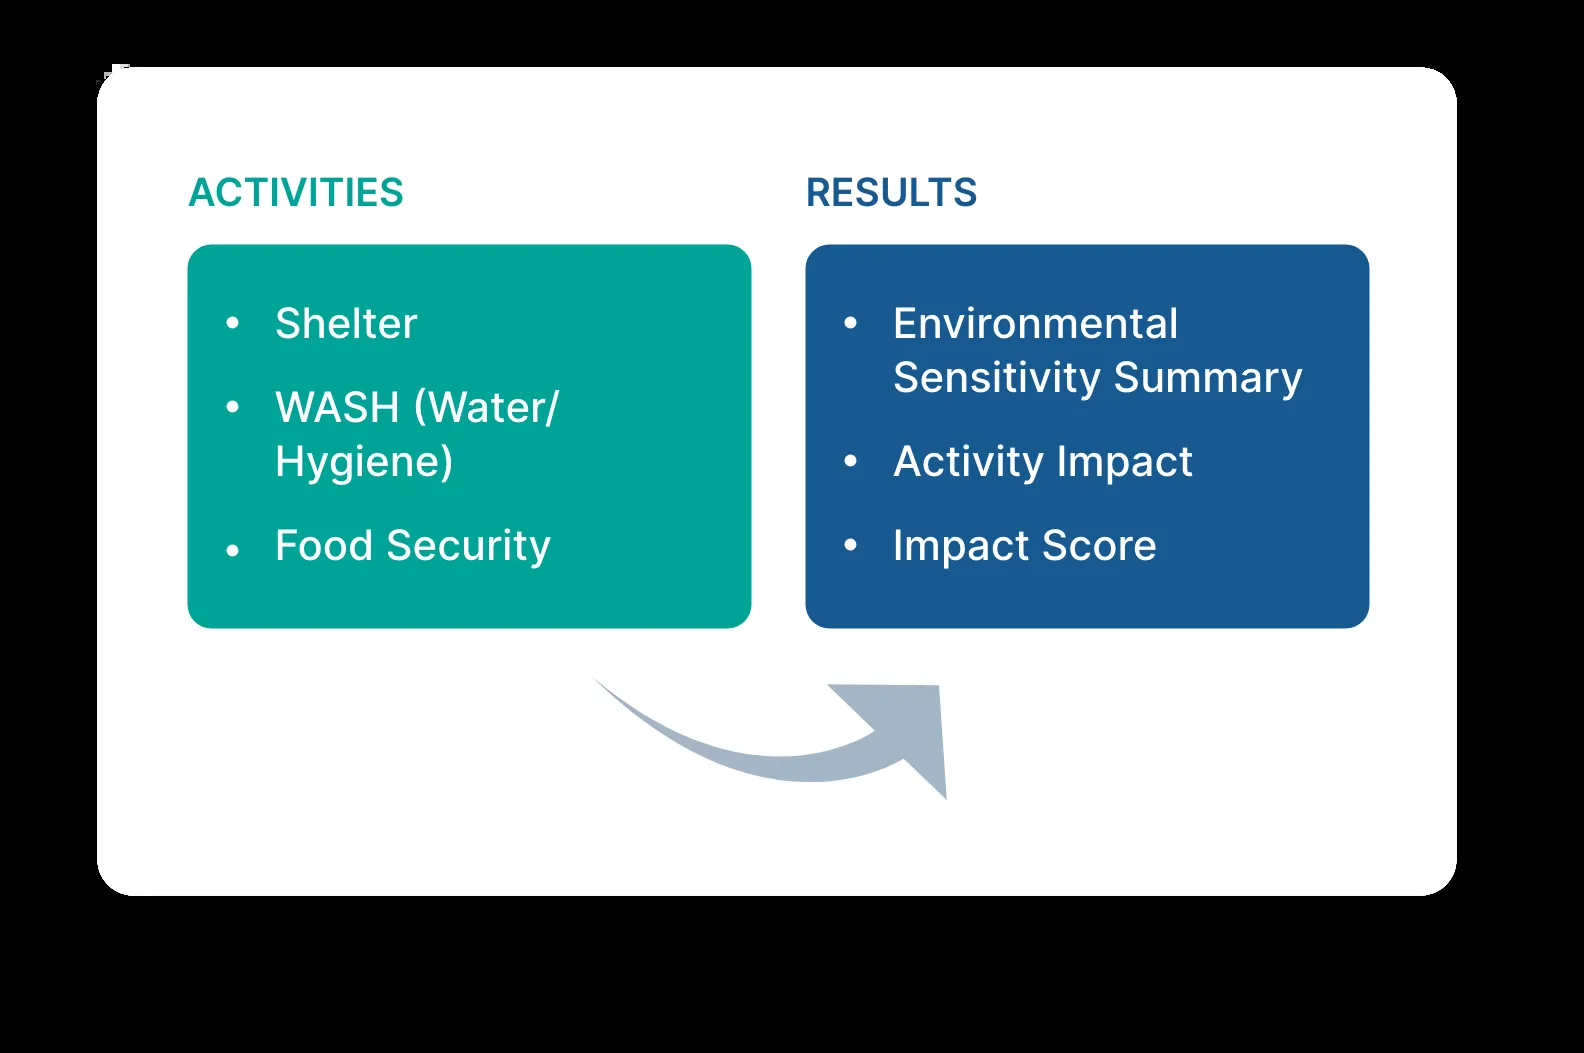 ACTIVITIES
• Shelter
• WASH (Water/
Hygiene)
• Food Security
RESULTS
• Environmental
Sensitivity Summary
• Activity Impact
• Impact Score